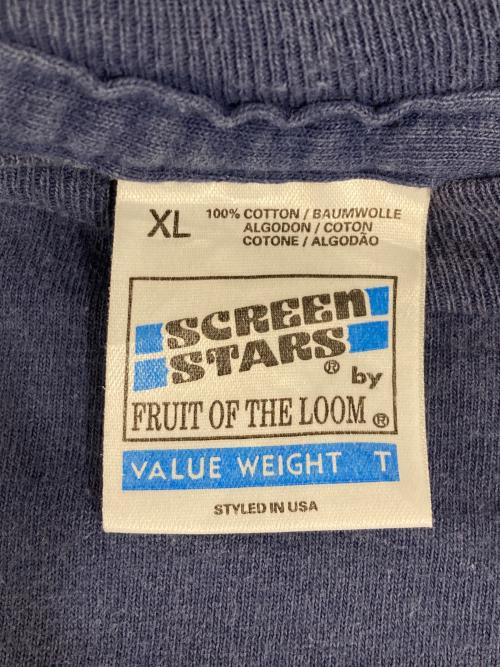 XL
100% COTTON / BAUMWOLLE
ALGODON / COTON
COTONE / ALGODÃO
SCREEN
STARS®
by
FRUIT OF THE LOOM®
VALUE WEIGHT T
STYLED IN USA